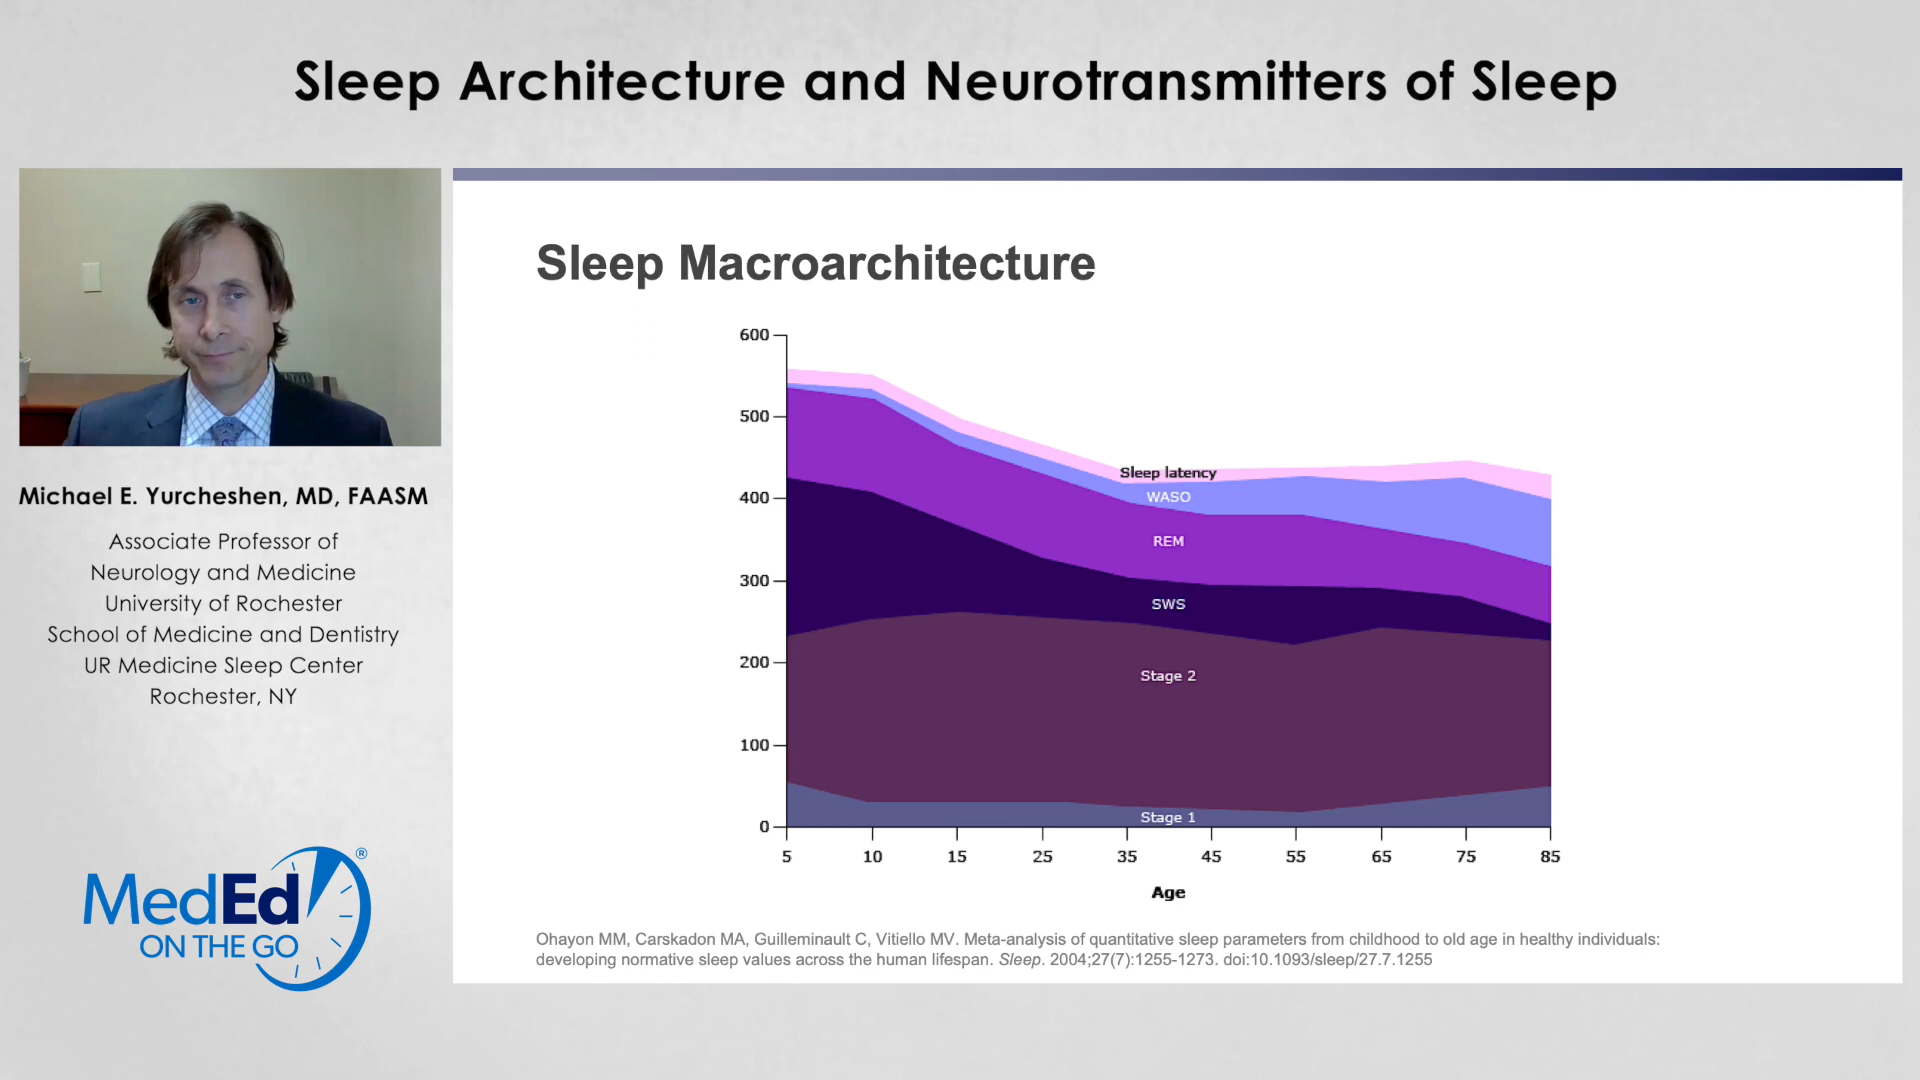 Sleep Architecture and Neurotransmitters of Sleep
Michael E. Yurcheshen, MD, FAASM
Associate Professor of
Neurology and Medicine
University of Rochester
School of Medicine and Dentistry
UR Medicine Sleep Center
Rochester, NY
MedEd®
ON THE GO
Sleep Macroarchitecture
600
500
400
300
200
100
0
Sleep latency
WASO
REM
SWS
Stage 2
Stage 1
5 10 15 25 35 45 55 65 75 85
Age
Ohayon MM, Carskadon MA, Guilleminault C, Vitiello MV. Meta-analysis of quantitative sleep parameters from childhood to old age in healthy individuals:
developing normative sleep values across the human lifespan. Sleep. 2004;27(7):1255-1273. doi:10.1093/sleep/27.7.1255